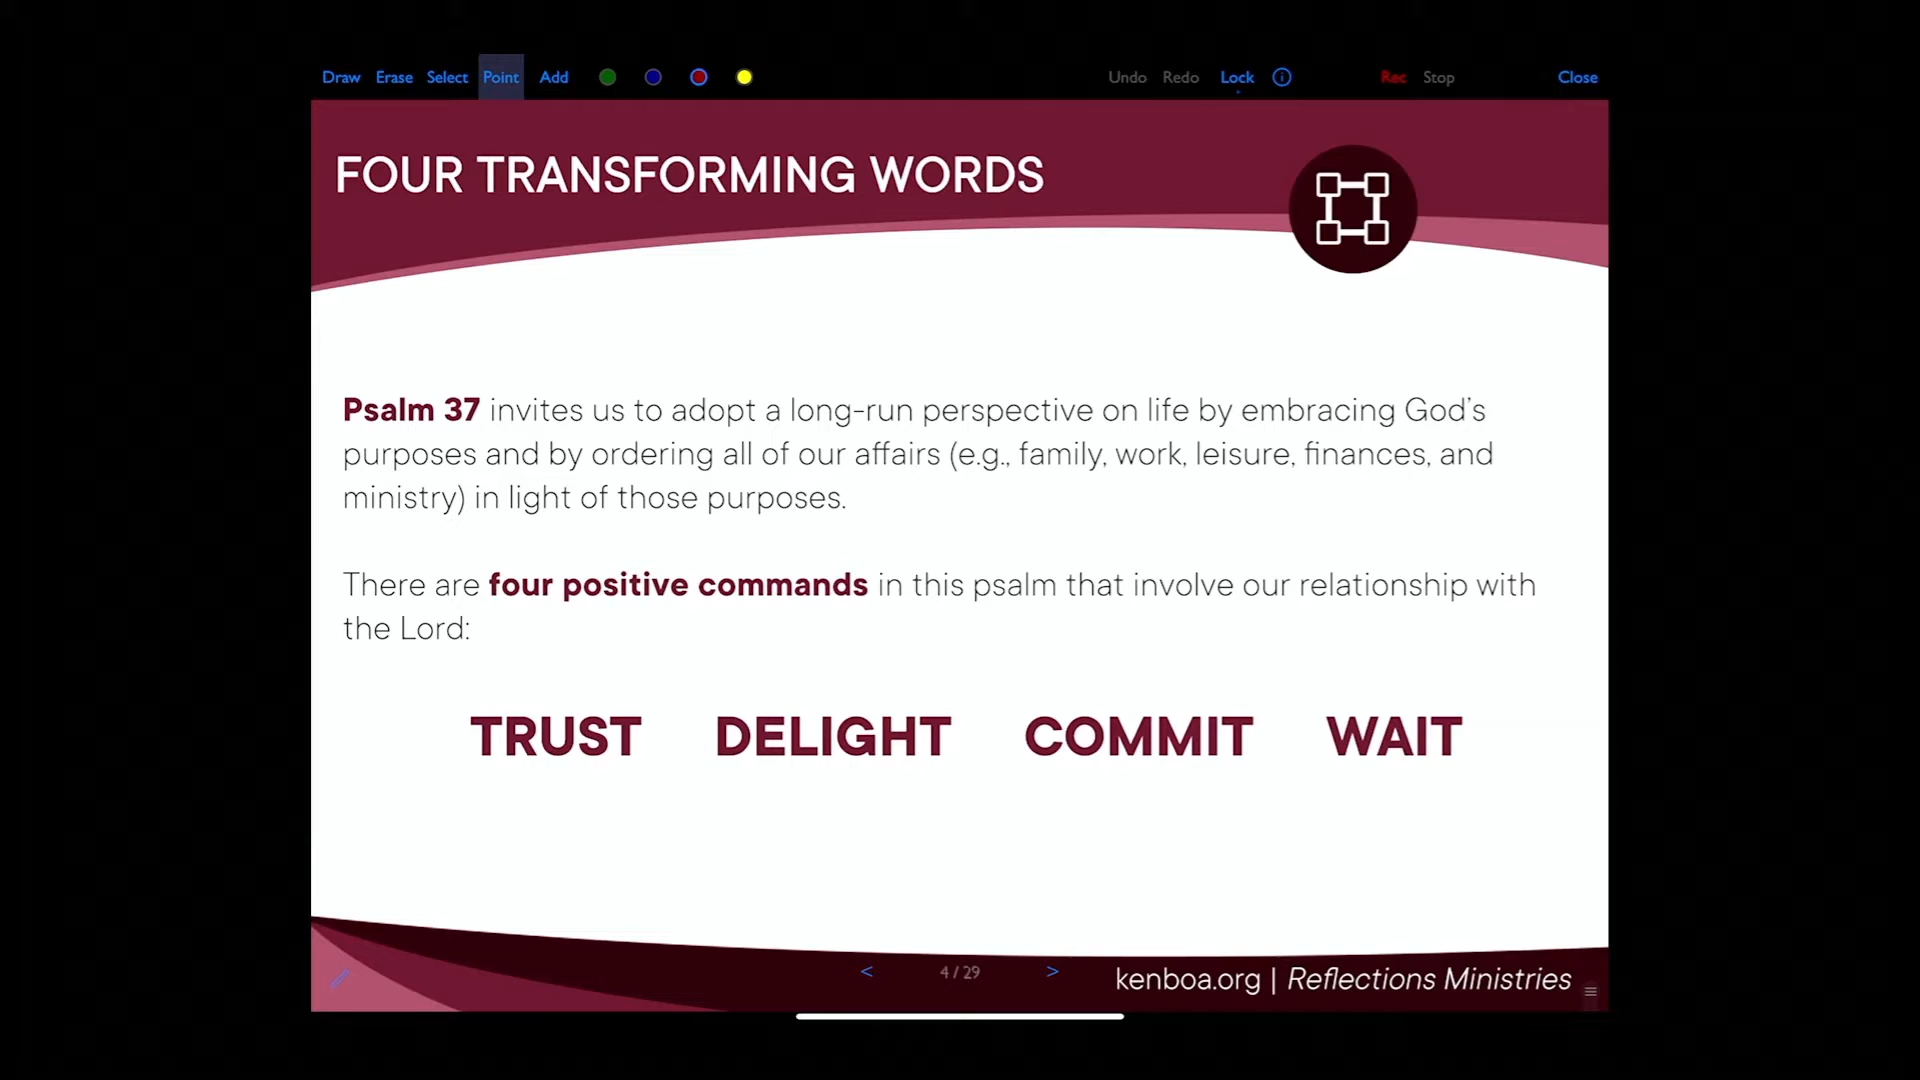 Draw Erase Select Point Add Undo Redo Lock Rec Stop Close
FOUR TRANSFORMING WORDS
Psalm 37 invites us to adopt a long-run perspective on life by embracing God's
purposes and by ordering all of our affairs (e.g., family, work, leisure, finances, and
ministry) in light of those purposes.
There are four positive commands in this psalm that involve our relationship with
the Lord:
TRUST DELIGHT COMMIT WAIT
< 4 / 29 >
kenboa.org | Reflections Ministries